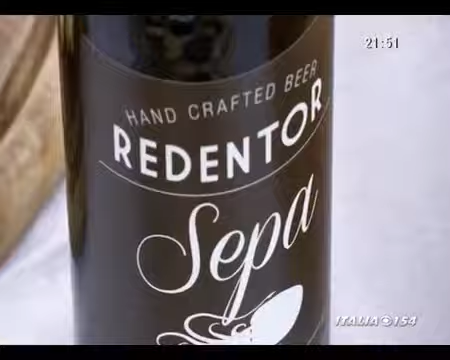 21:51
HAND CRAFTED BEER
REDENTOR
Sepa
ITALIA 154